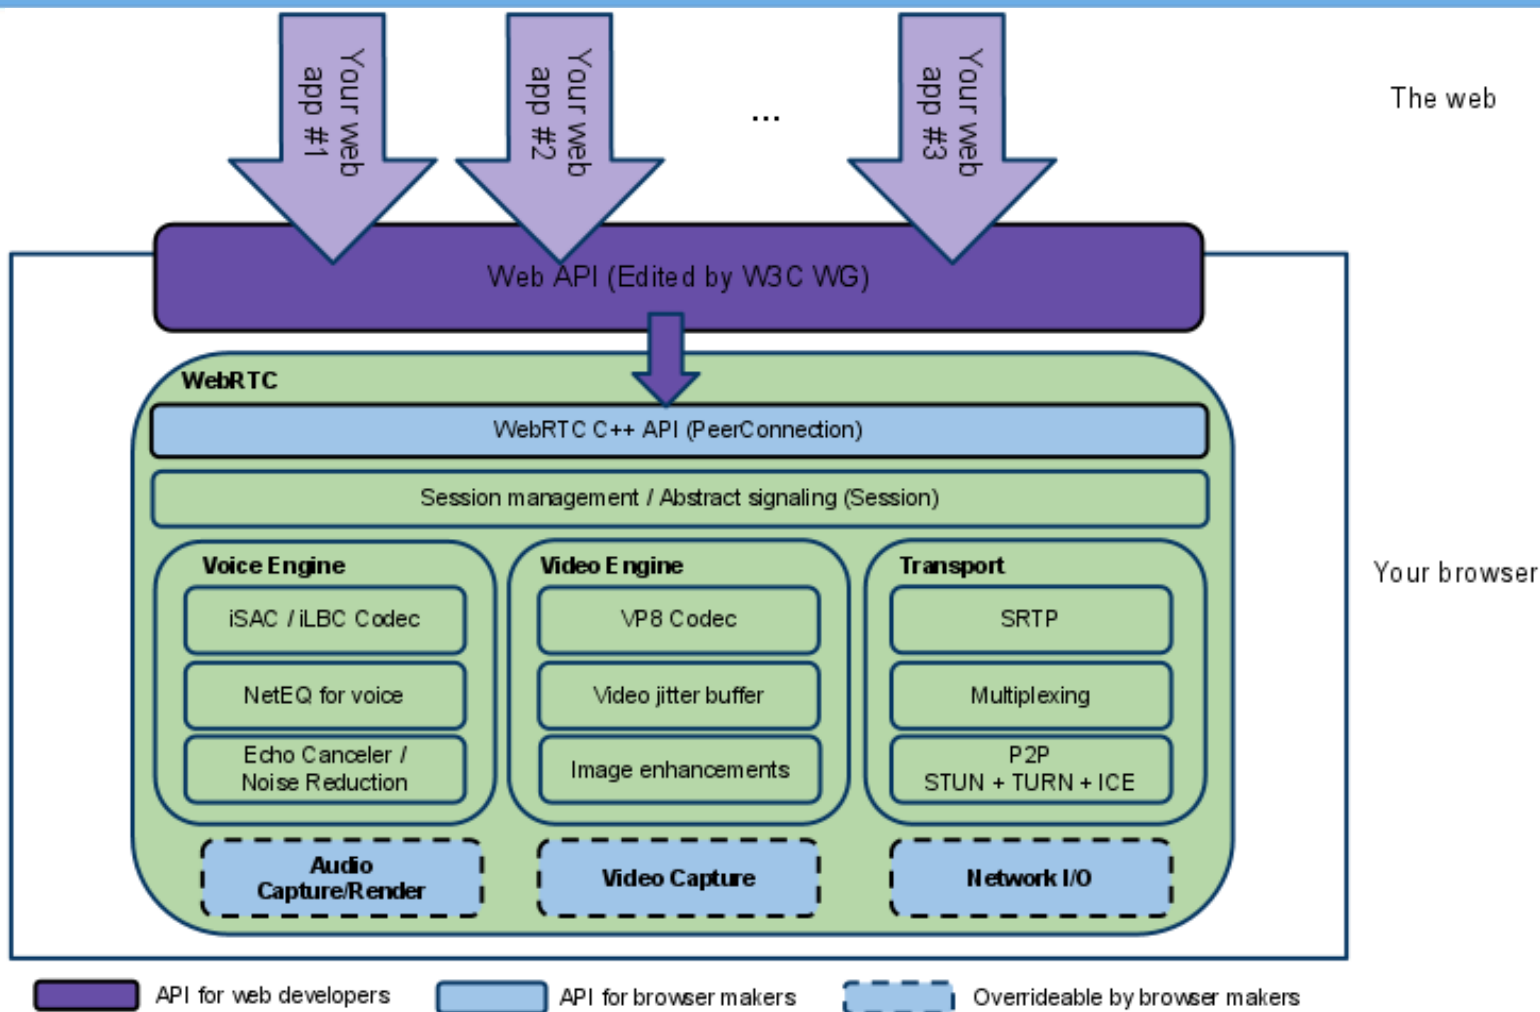 Your web
app #1
Your web
app #2
...
Your web
app #3
The web
Web API (Edited by W3C WG)
WebRTC
WebRTC C++ API (PeerConnection)
Session management / Abstract signaling (Session)
Voice Engine
iSAC / iLBC Codec
NetEQ for voice
Echo Canceler /
Noise Reduction
Video Engine
VP8 Codec
Video jitter buffer
Image enhancements
Transport
SRTP
Multiplexing
P2P
STUN + TURN + ICE
Your browser
Audio
Capture/Render
Video Capture
Network I/O
API for web developers
API for browser makers
Overrideable by browser makers